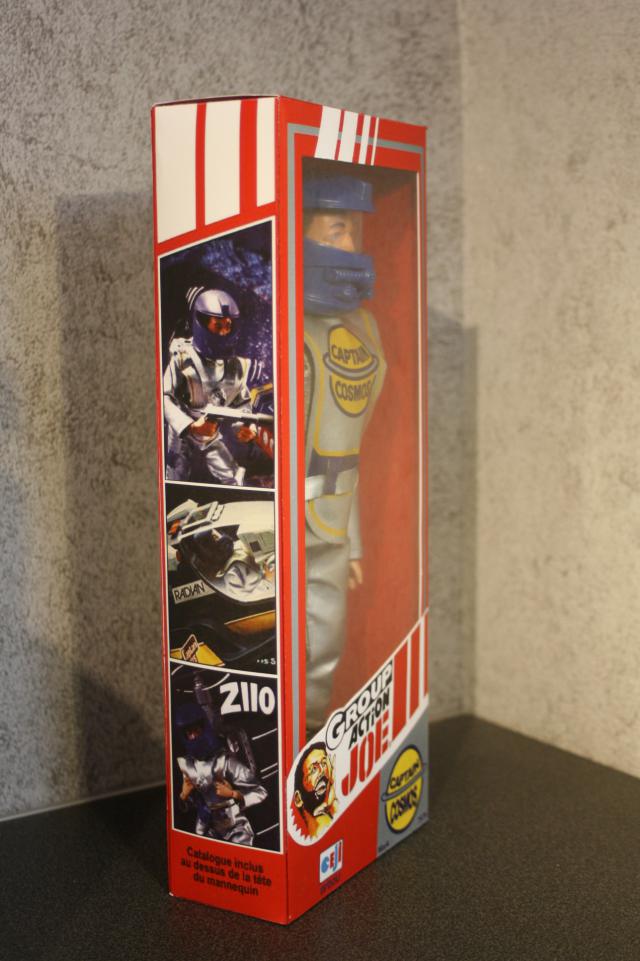 CAPTAIN
COSMOS
RADIAN
Z110
GROUP
ACTION
JOE
CAPTAIN
COSMOS
CEJI
Catalogue inclus
au dessus de la tête
du mannequin